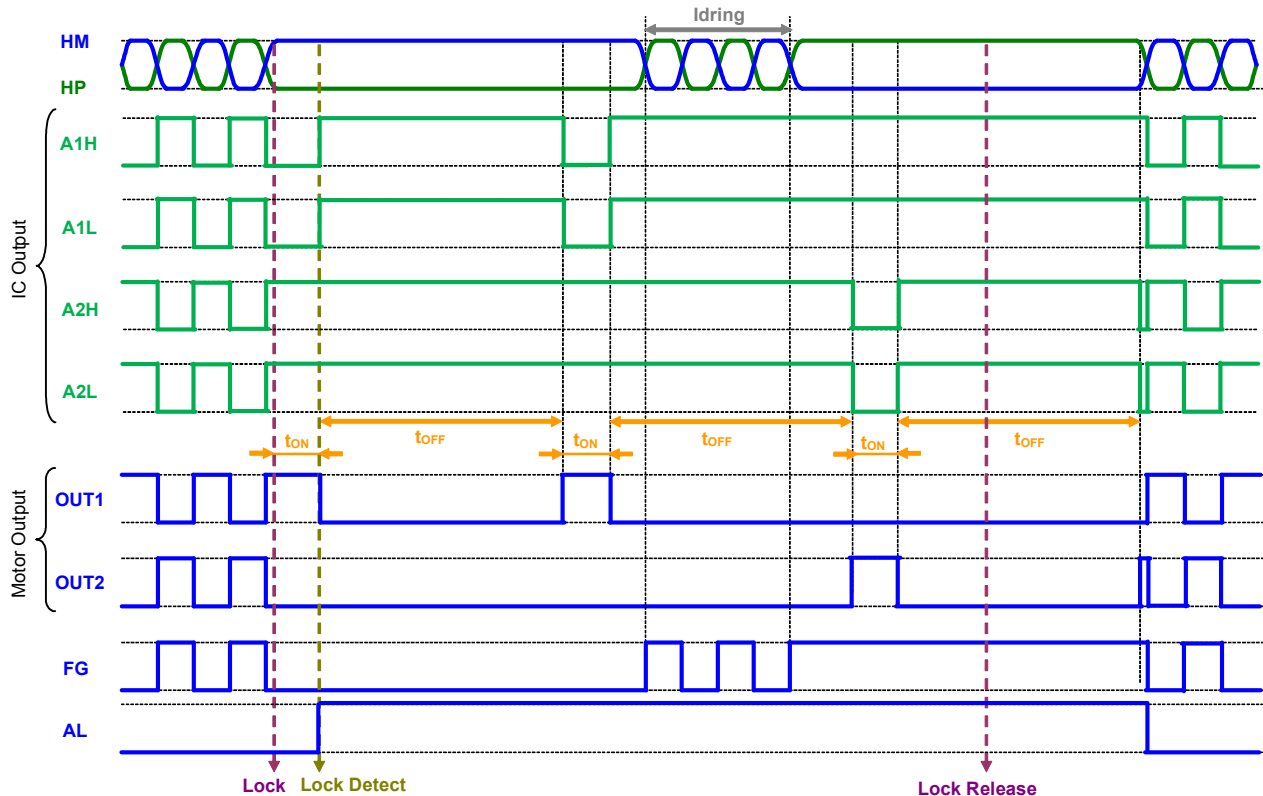 Idring
HM
HP
A1H
A1L
A2H
A2L
IC Output
tON
tOFF
tON
tOFF
tON
tOFF
OUT1
OUT2
Motor Output
FG
AL
Lock
Lock Detect
Lock Release